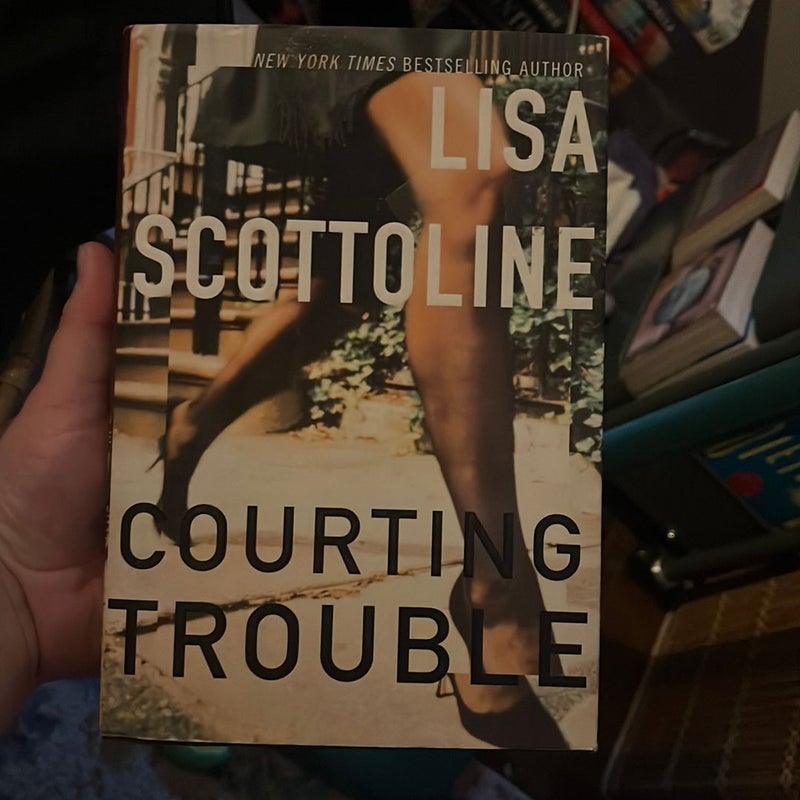 NEW YORK TIMES BESTSELLING AUTHOR
LISA
SCOTTOLINE
COURTING
TROUBLE